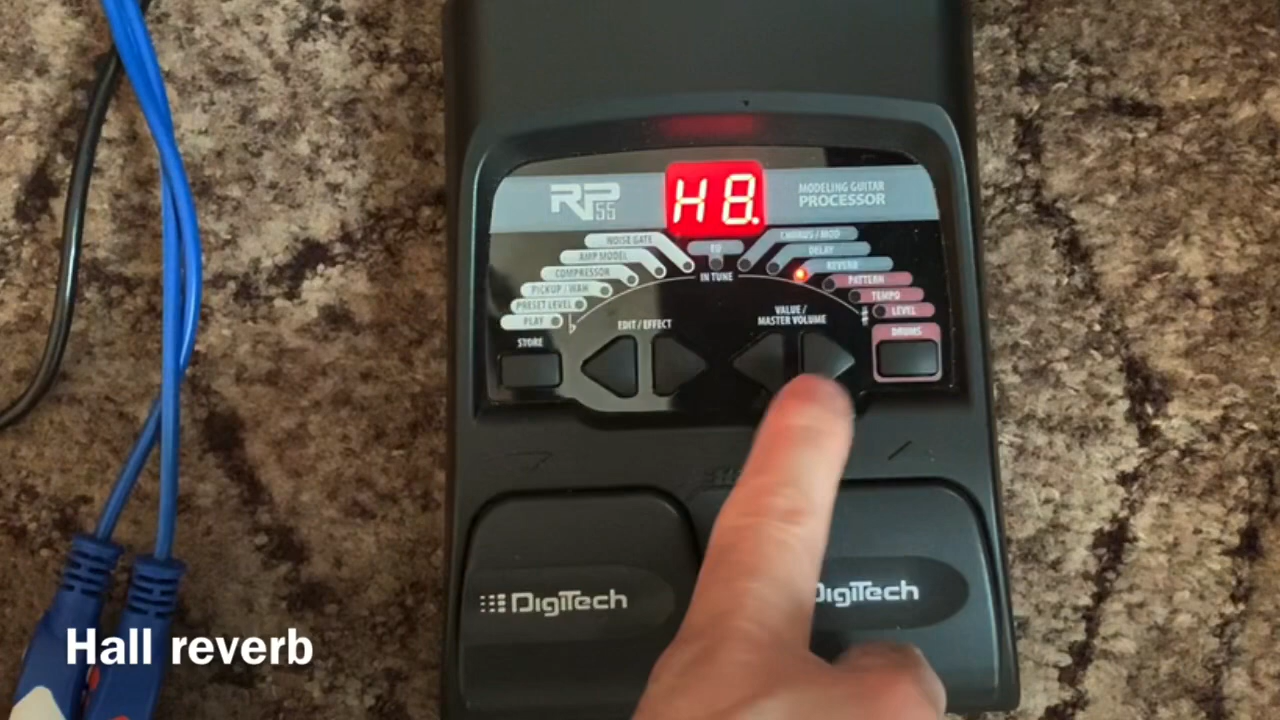 RP55
H8.
MODELING GUITAR
PROCESSOR
NOISE GATE
AMP MODEL
COMPRESSOR
PICKUP / WAH
PRESET LEVEL
PLAY
EQ
IN TUNE
CHORUS / MOD
DELAY
REVERB
PATTERN
TEMPO
LEVEL
DRUMS
STORE
EDIT / EFFECT
VALUE /
MASTER VOLUME
DigiTech
DigiTech
Hall reverb